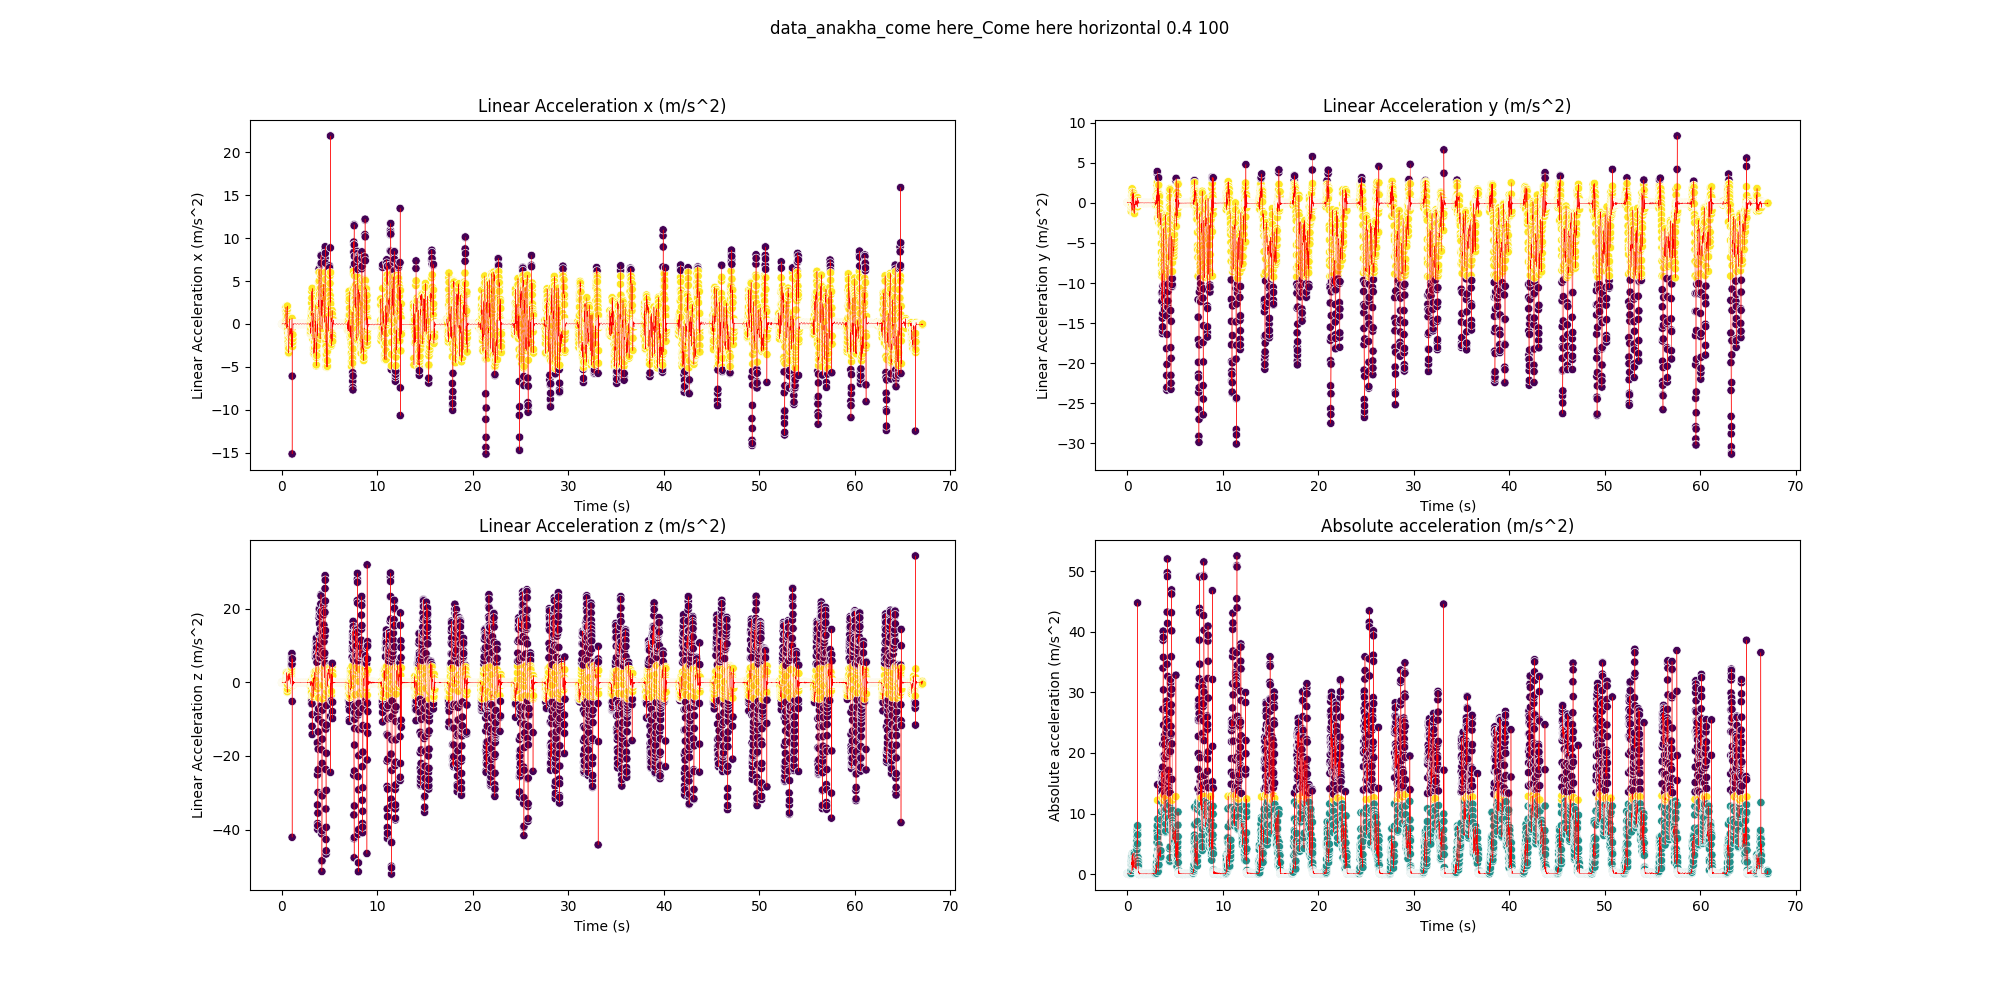 data_anakha_come here_Come here horizontal 0.4 100
Linear Acceleration x (m/s^2)
Linear Acceleration x (m/s^2)
20
15
10
5
0
−5
−10
−15
0 10 20 30 40 50 60 70
Time (s)
Linear Acceleration y (m/s^2)
Linear Acceleration y (m/s^2)
10
5
0
−5
−10
−15
−20
−25
−30
0 10 20 30 40 50 60 70
Time (s)
Linear Acceleration z (m/s^2)
Linear Acceleration z (m/s^2)
20
0
−20
−40
0 10 20 30 40 50 60 70
Time (s)
Absolute acceleration (m/s^2)
Absolute acceleration (m/s^2)
50
40
30
20
10
0
0 10 20 30 40 50 60 70
Time (s)